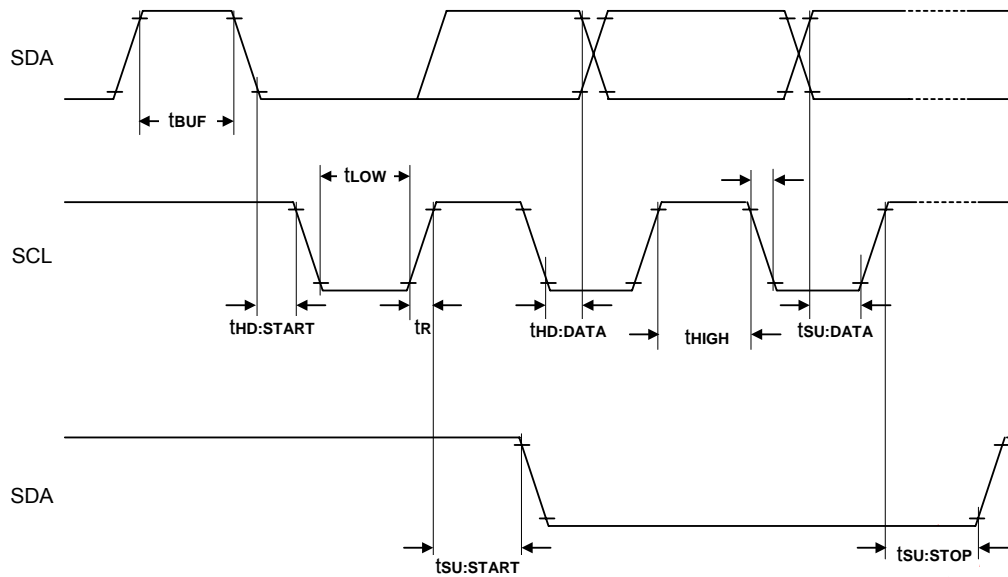 SDA
tBUF
tLOW
SCL
tHD:START
tR
tHD:DATA
tHIGH
tSU:DATA
SDA
tSU:START
tSU:STOP